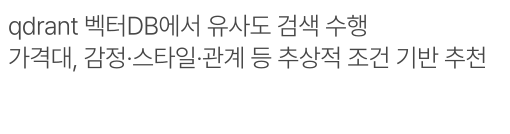 qdrant 벡터DB에서 유사도 검색 수행
가격대, 감정·스타일·관계 등 추상적 조건 기반 추천